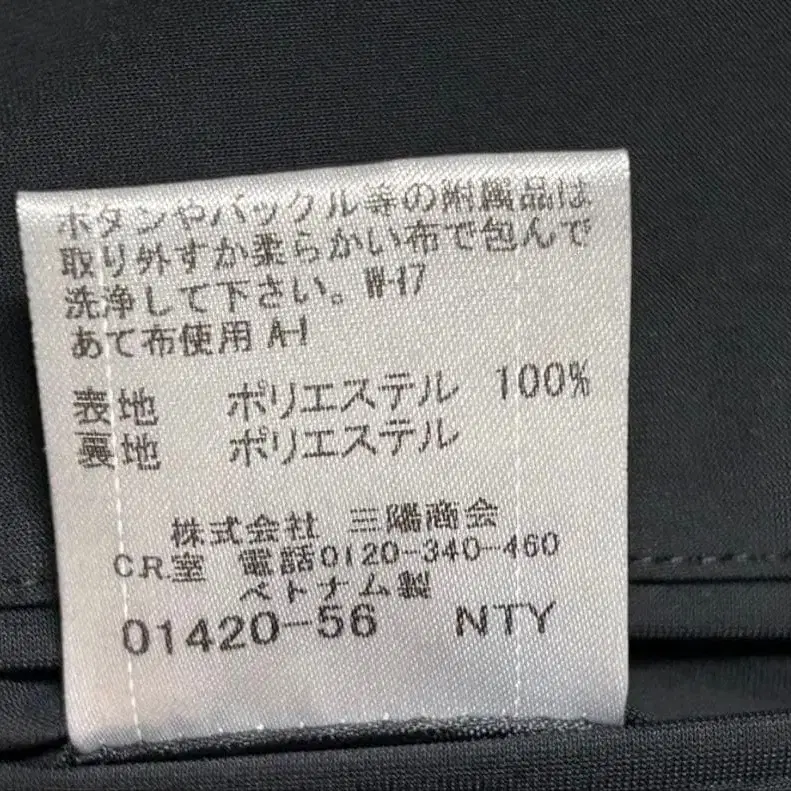 ボタンやバックル等の附属品は
取り外すか柔らかい布で包んで
洗浄して下さい。W-17
あて布使用 A-1
表地 ポリエステル 100%
裏地 ポリエステル
株式会社 三陽商会
C.R.室 電話0120-340-460
ベトナム製
01420-56 NTY